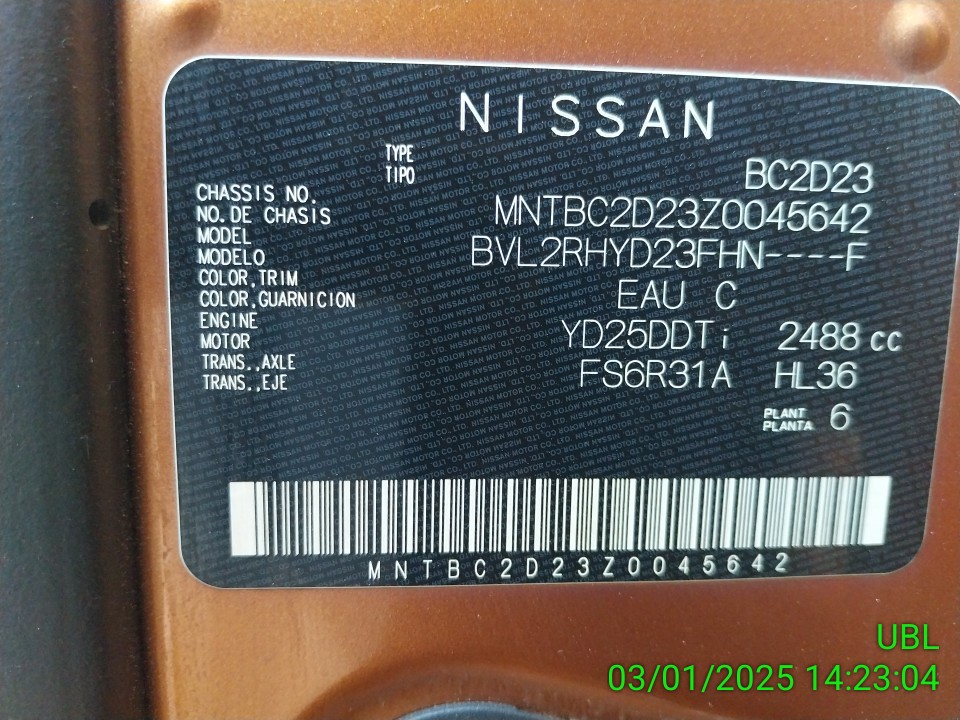 NISSAN
TYPE
TIPO
BC2D23
CHASSIS NO.
NO.DE CHASIS
MNTBC2D23Z0045642
MODEL
MODELO
BVL2RHYD23FHN----F
COLOR,TRIM
COLOR,GUARNICION
EAU C
ENGINE
MOTOR
YD25DDTi 2488 cc
TRANS.,AXLE
TRANS.,EJE
FS6R31A HL36
PLANT
PLANTA
6
MNTBC2D23Z0045642
UBL
03/01/2025 14:23:04